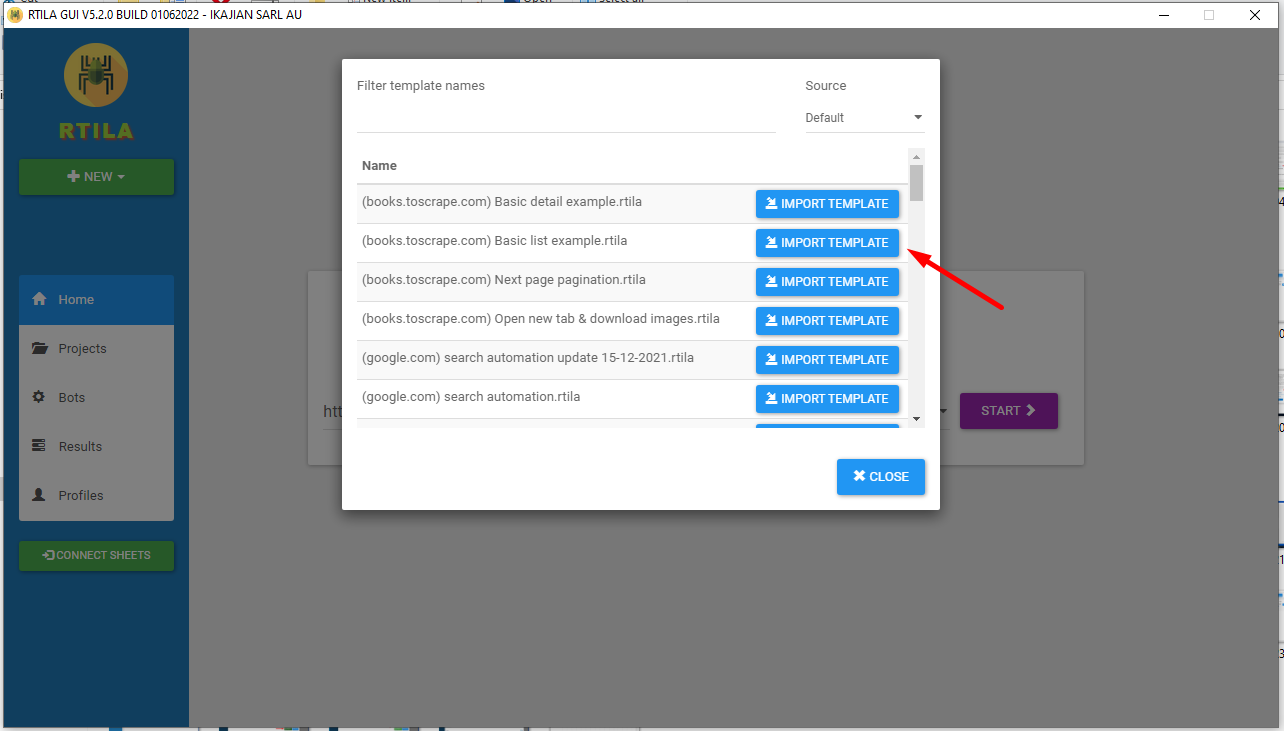 RTILA GUI V5.2.0 BUILD 01062022 - IKAJIAN SARL AU
RTILA
NEW
Home
Projects
Bots
Results
Profiles
CONNECT SHEETS
Filter template names
Source
Default
Name
(books.toscrape.com) Basic detail example.rtila IMPORT TEMPLATE
(books.toscrape.com) Basic list example.rtila IMPORT TEMPLATE
(books.toscrape.com) Next page pagination.rtila IMPORT TEMPLATE
(books.toscrape.com) Open new tab & download images.rtila IMPORT TEMPLATE
(google.com) search automation update 15-12-2021.rtila IMPORT TEMPLATE
(google.com) search automation.rtila IMPORT TEMPLATE
START
CLOSE